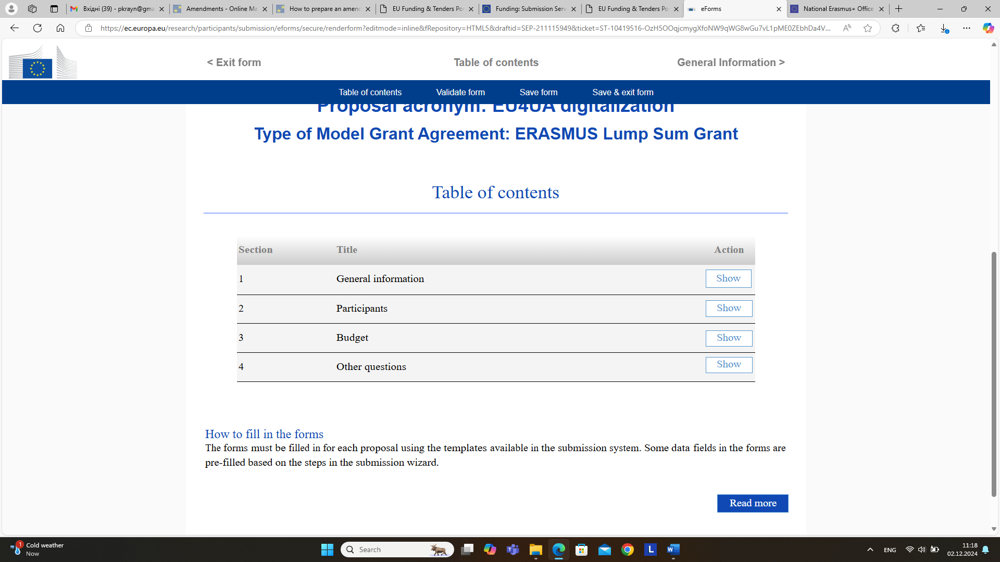 Вхідні (39) - pkrayn@gma
Amendments - Online Ma
How to prepare an amen
EU Funding & Tenders Po
Funding: Submission Serv
EU Funding & Tenders Po
eForms
National Erasmus+ Office
https://ec.europa.eu/research/participants/submission/eforms/secure/renderform?editmode=inline&fRepository=HTML5&draftid=SEP-211115949&ticket=ST-10419516-OzH5OOqjcmygXfoNW9qWG8wGu7vL1pME0ZEbhDa4V...
< Exit form
Table of contents
General Information >
Table of contents
Validate form
Save form
Save & exit form
Proposal acronym: EU4UA digitalization
Type of Model Grant Agreement: ERASMUS Lump Sum Grant
Table of contents
Section Title Action
1 General information Show
2 Participants Show
3 Budget Show
4 Other questions Show
How to fill in the forms
The forms must be filled in for each proposal using the templates available in the submission system. Some data fields in the forms are
pre-filled based on the steps in the submission wizard.
Read more
1
Cold weather
Now
Search
ENG
11:18
02.12.2024